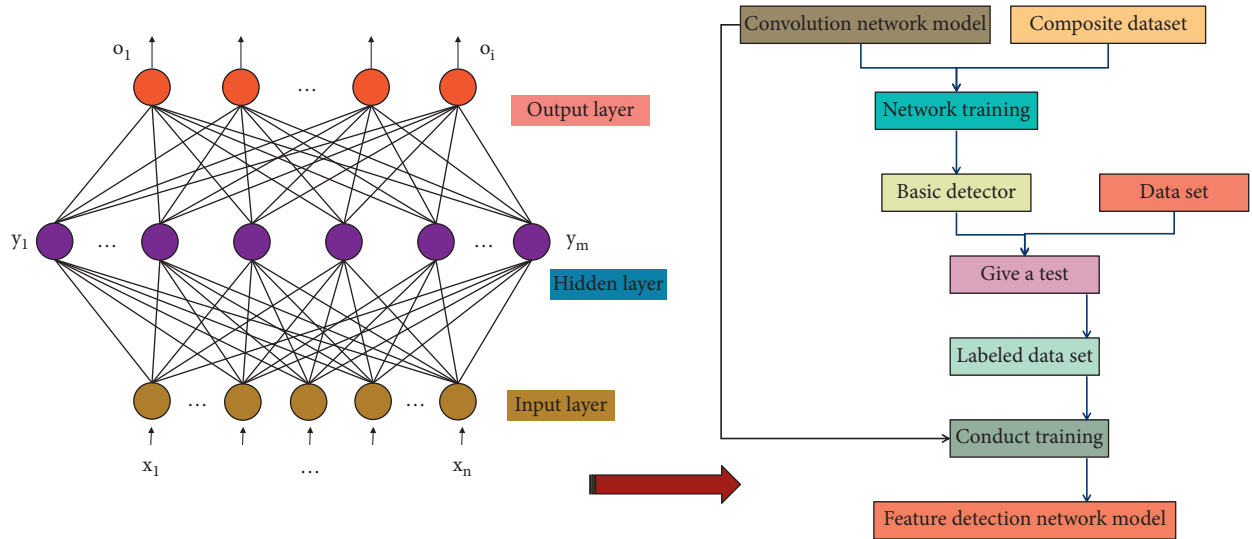 o1
oi
...
Output layer
y1
...
...
ym
Hidden layer
...
...
Input layer
x1
...
xn
Convolution network model
Composite dataset
Network training
Basic detector
Data set
Give a test
Labeled data set
Conduct training
Feature detection network model